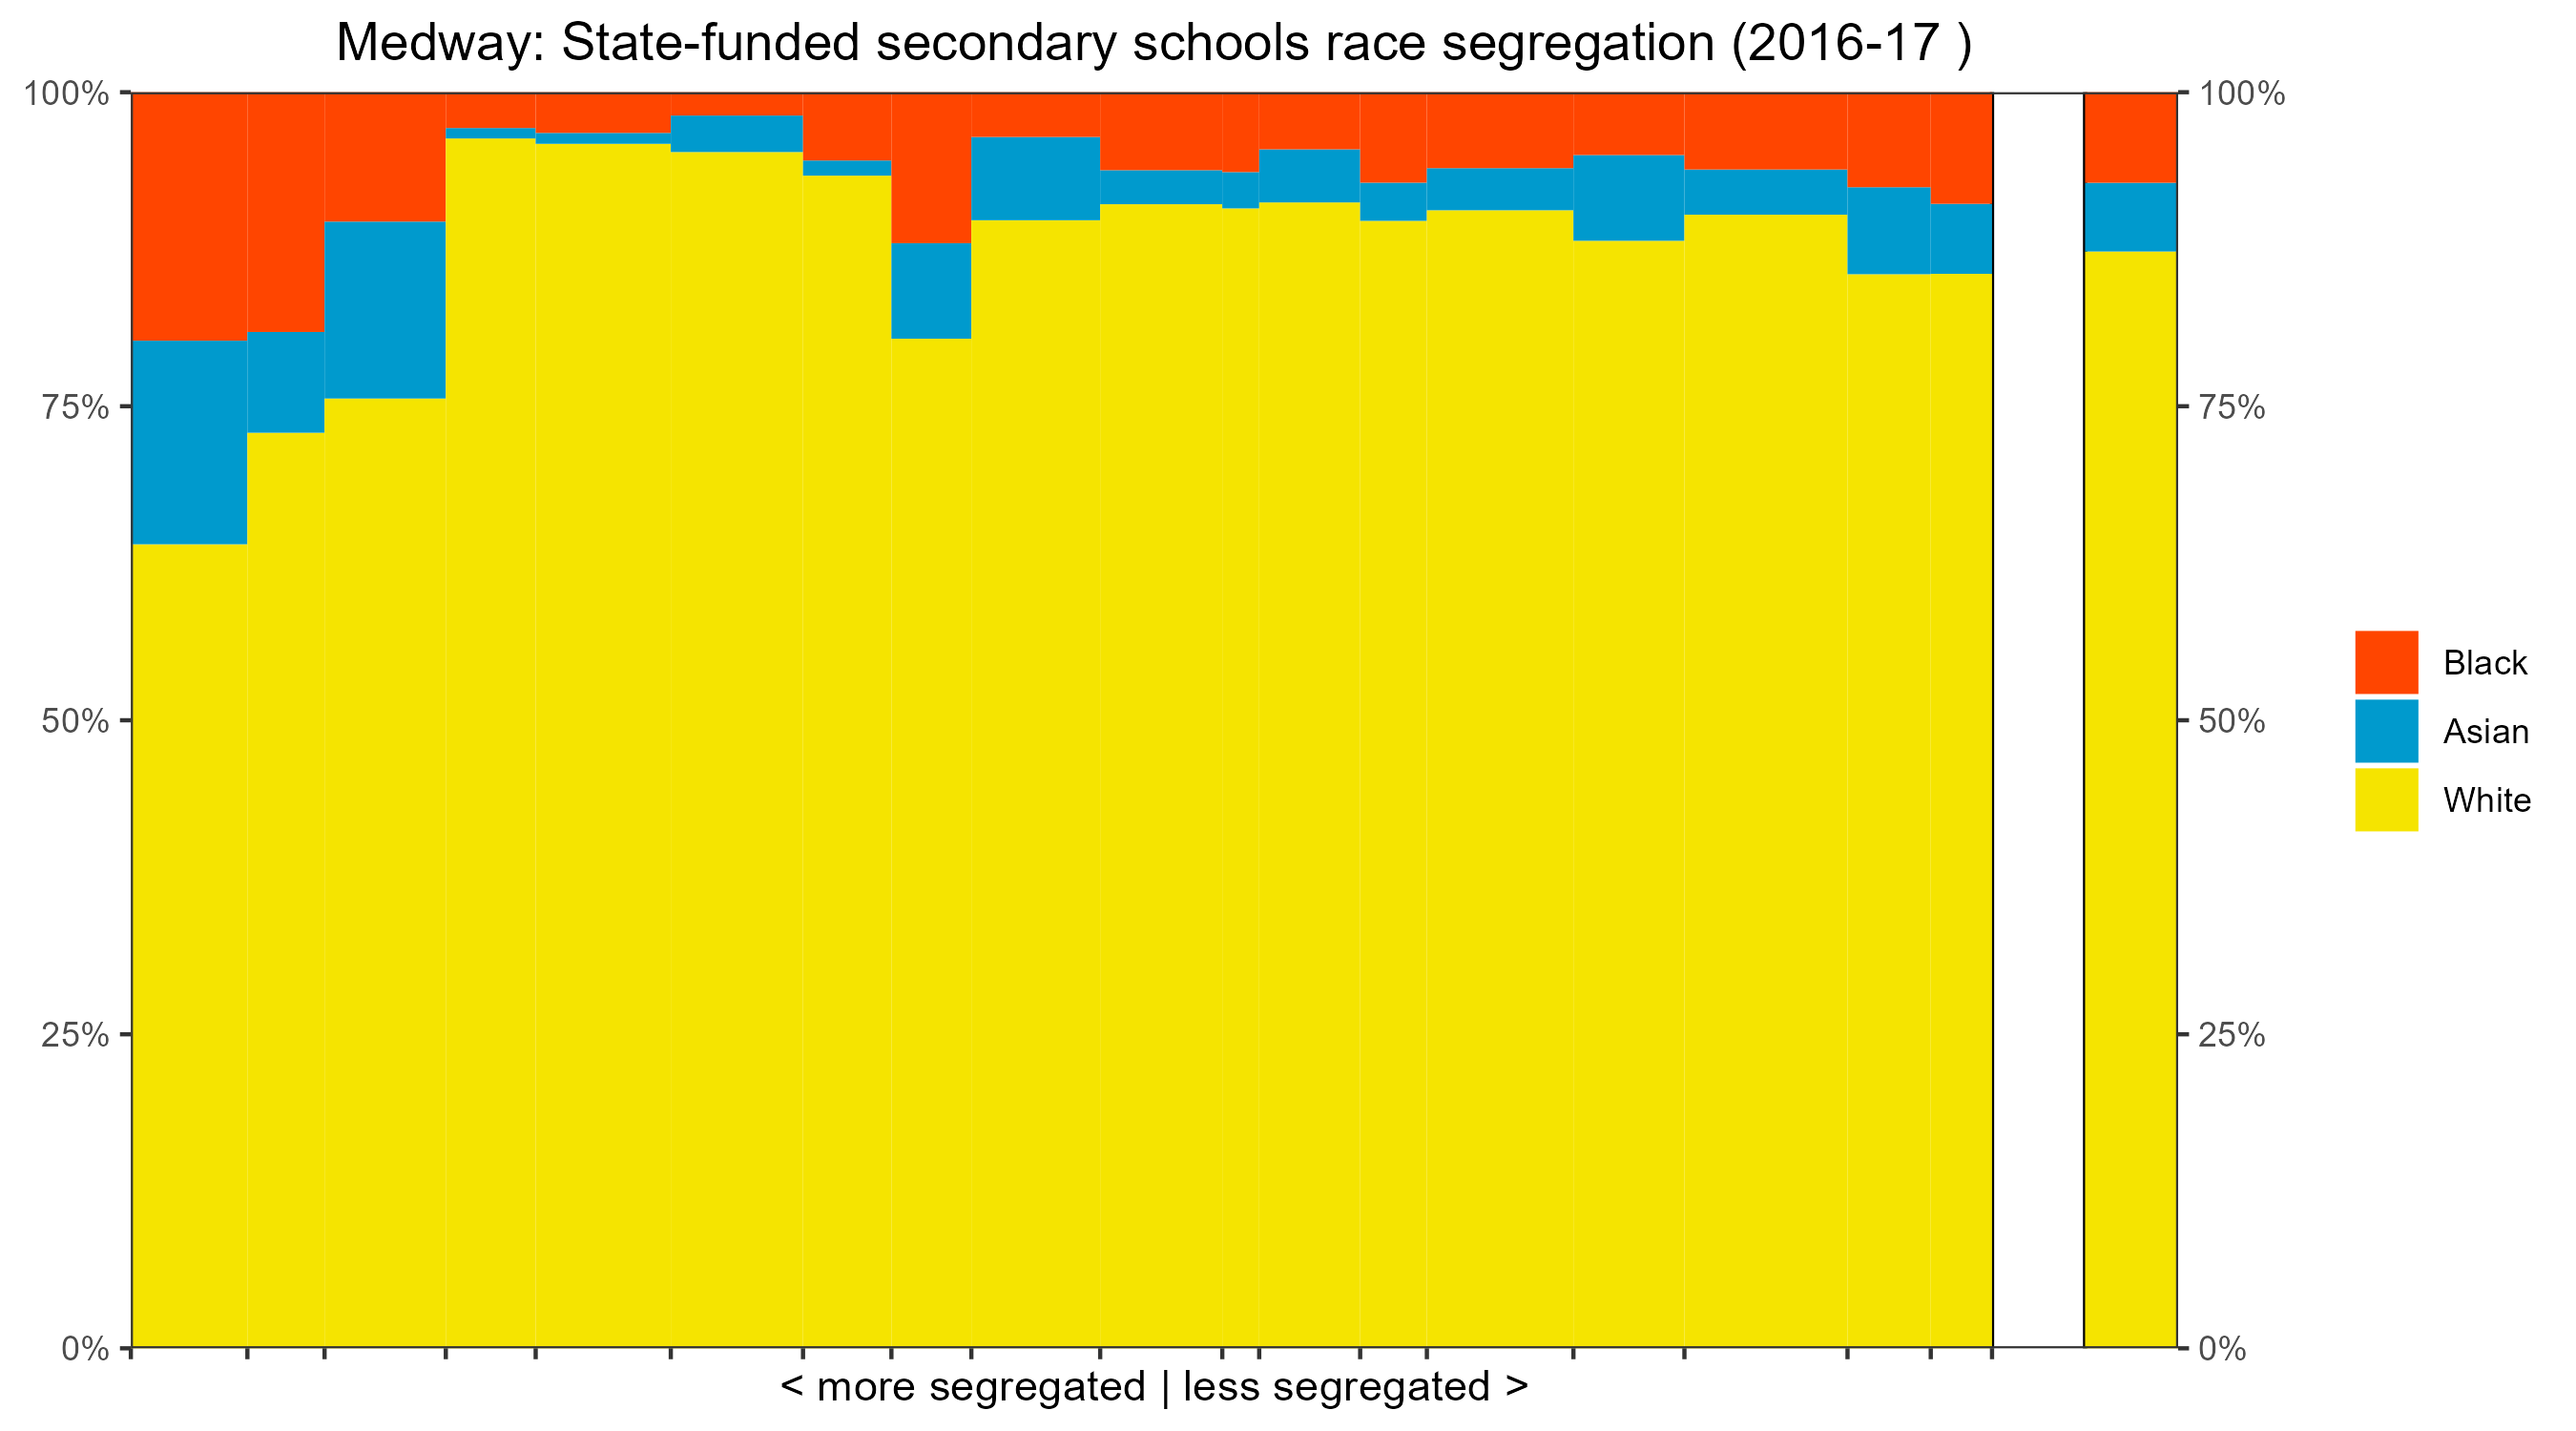 Medway: State-funded secondary schools race segregation (2016-17 )
100%
75%
50%
25%
0%
100%
75%
50%
25%
0%
Black
Asian
White
< more segregated | less segregated >